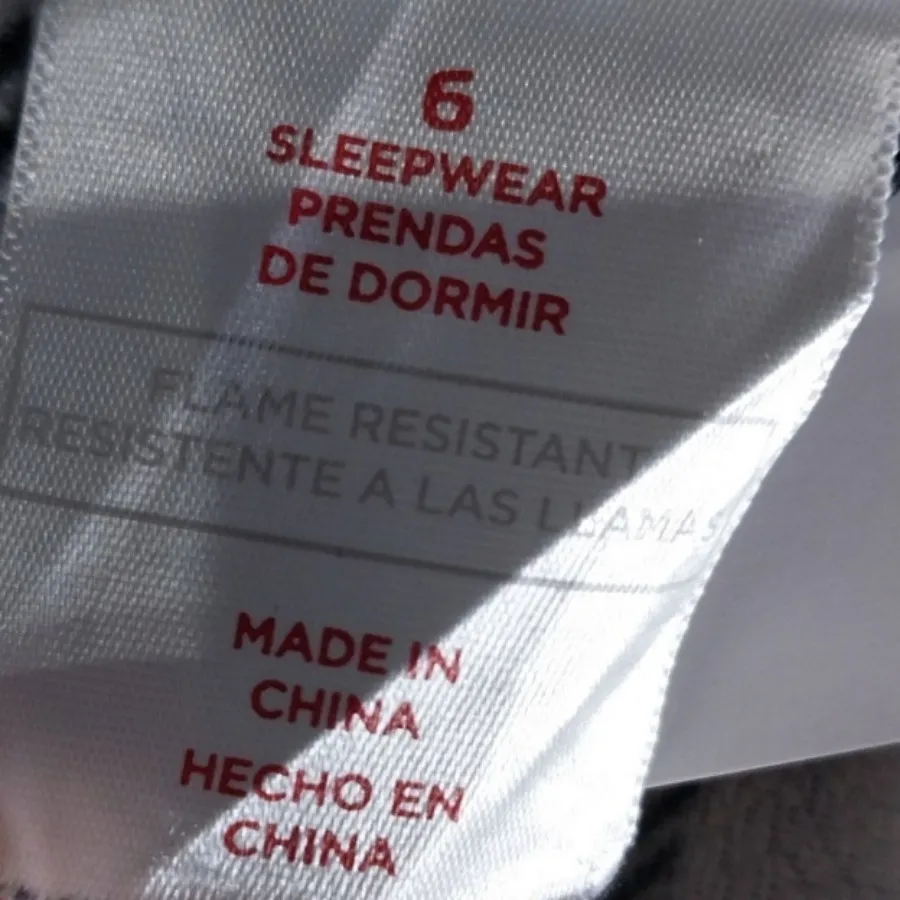 6
SLEEPWEAR
PRENDAS
DE DORMIR
FLAME RESISTANT
RESISTENTE A LAS LLAMAS
MADE IN
CHINA
HECHO EN
CHINA